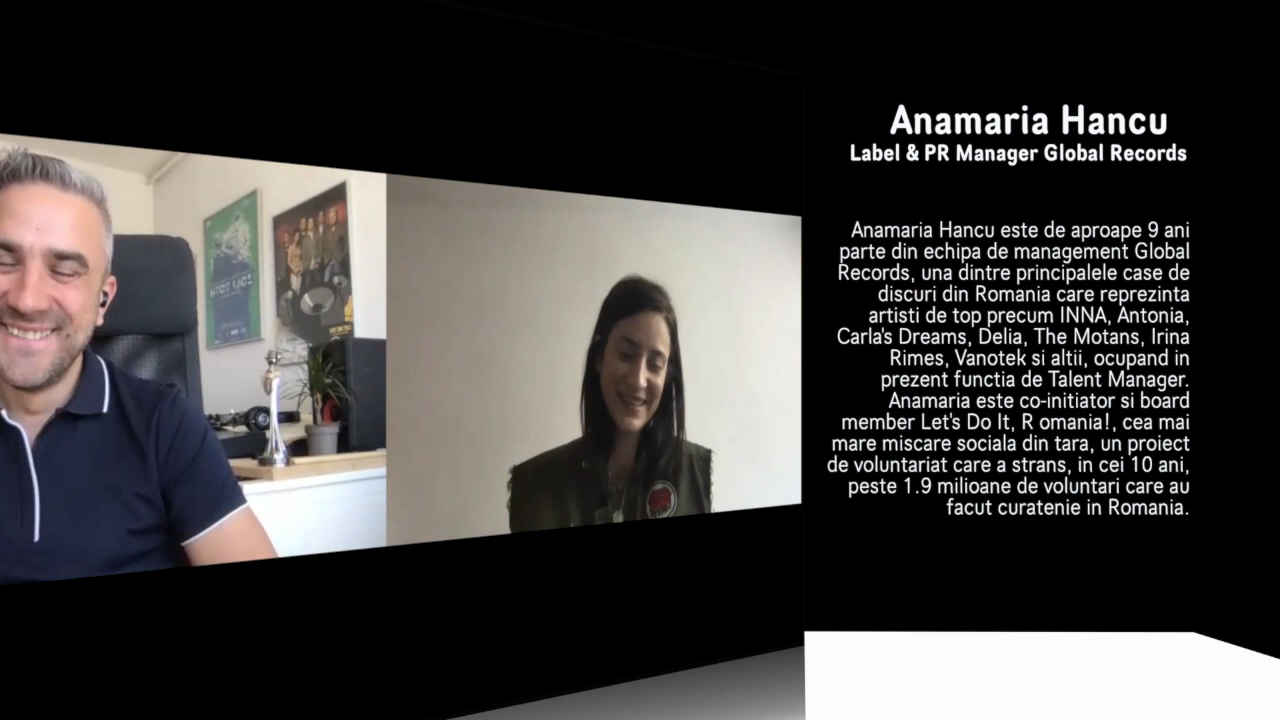 Anamaria Hancu
Label & PR Manager Global Records
Anamaria Hancu este de aproape 9 ani
parte din echipa de management Global
Records, una dintre principalele case de
discuri din Romania care reprezinta
artisti de top precum INNA, Antonia,
Carla's Dreams, Delia, The Motans, Irina
Rimes, Vanotek si altii, ocupand in
prezent functia de Talent Manager.
Anamaria este co-initiator si board
member Let's Do It, R omania!, cea mai
mare miscare sociala din tara, un proiect
de voluntariat care a strans, in cei 10 ani,
peste 1.9 milioane de voluntari care au
facut curatenie in Romania.